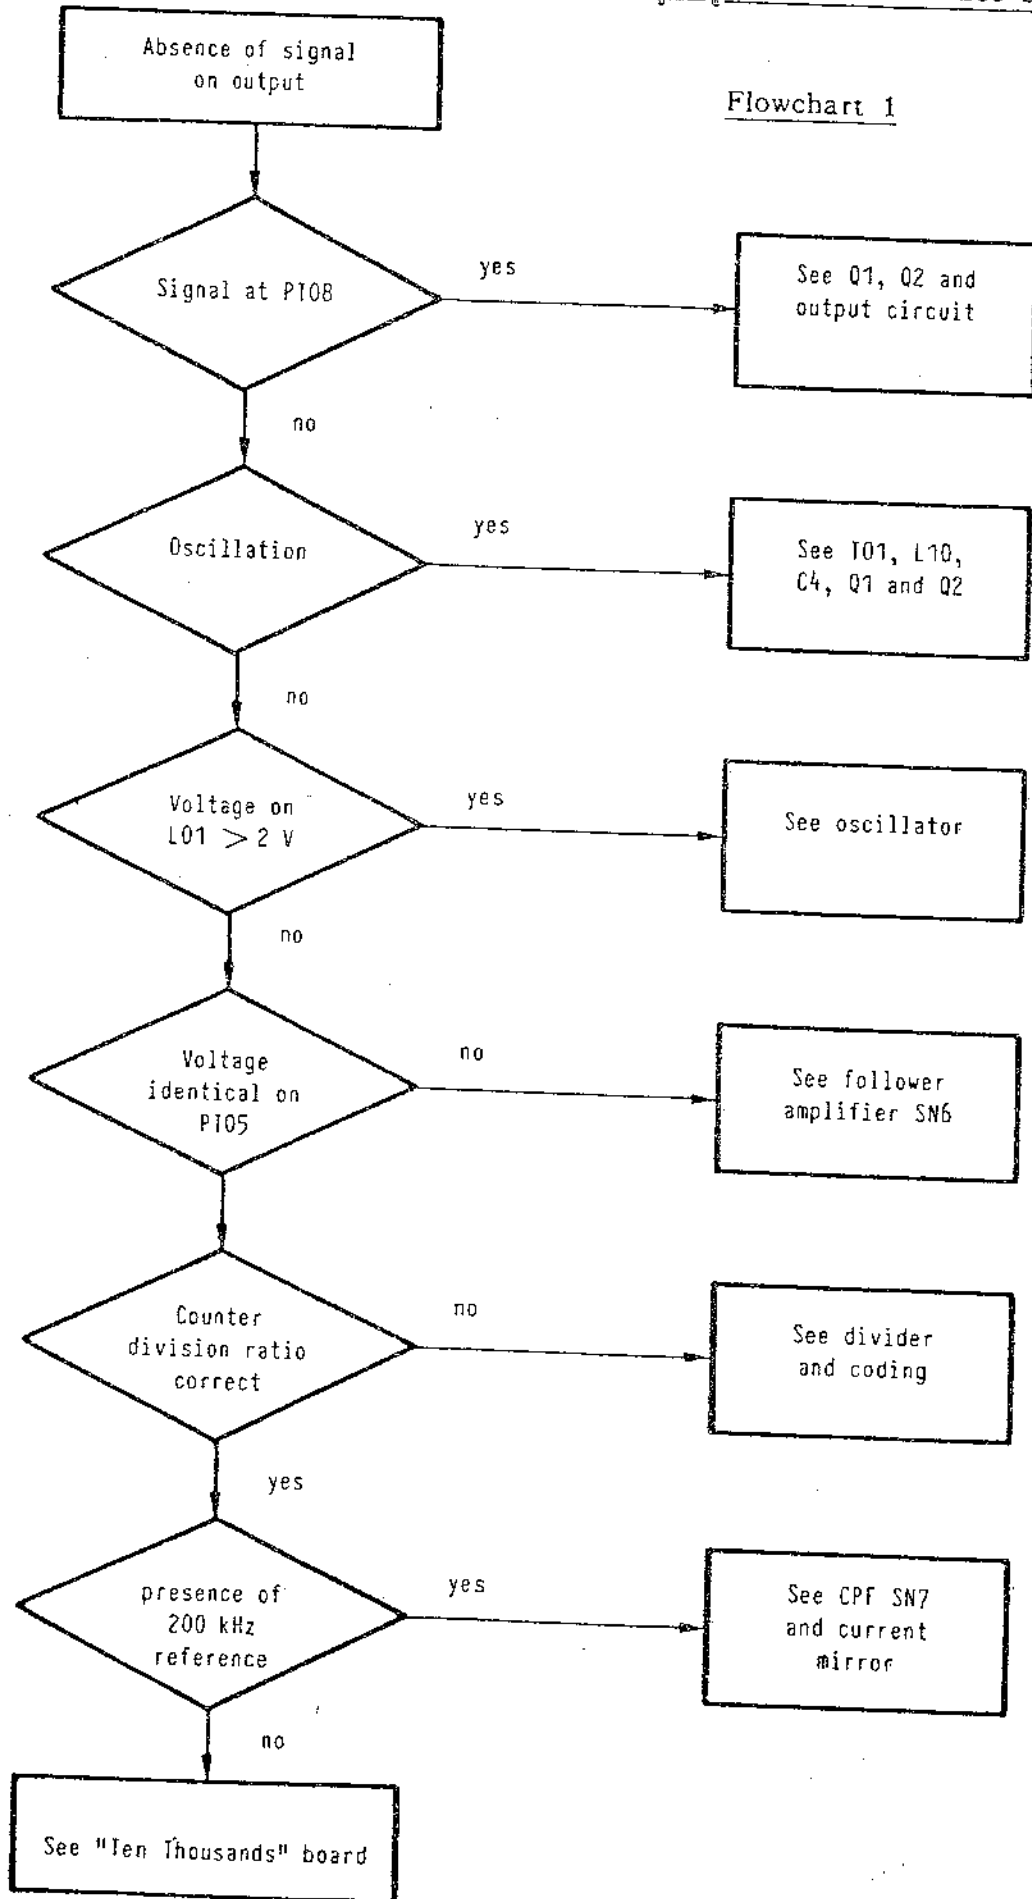 Absence of signal
on output
Flowchart 1
Signal at PT08
yes
See Q1, Q2 and
output circuit
no
Oscillation
yes
See T01, L10,
C4, Q1 and Q2
no
Voltage on
L01 > 2 V
yes
See oscillator
no
Voltage
identical on
PT05
no
See follower
amplifier SN6
Counter
division ratio
correct
no
See divider
and coding
yes
presence of
200 kHz
reference
yes
See CPF SN7
and current
mirror
no
See "Ten Thousands" board